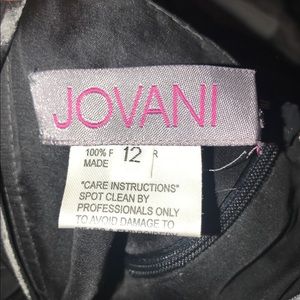 JOVANI
100% F 12 R
MADE
"CARE INSTRUCTIONS"
SPOT CLEAN BY
PROFESSIONALS ONLY
TO AVOID DAMAGE TO